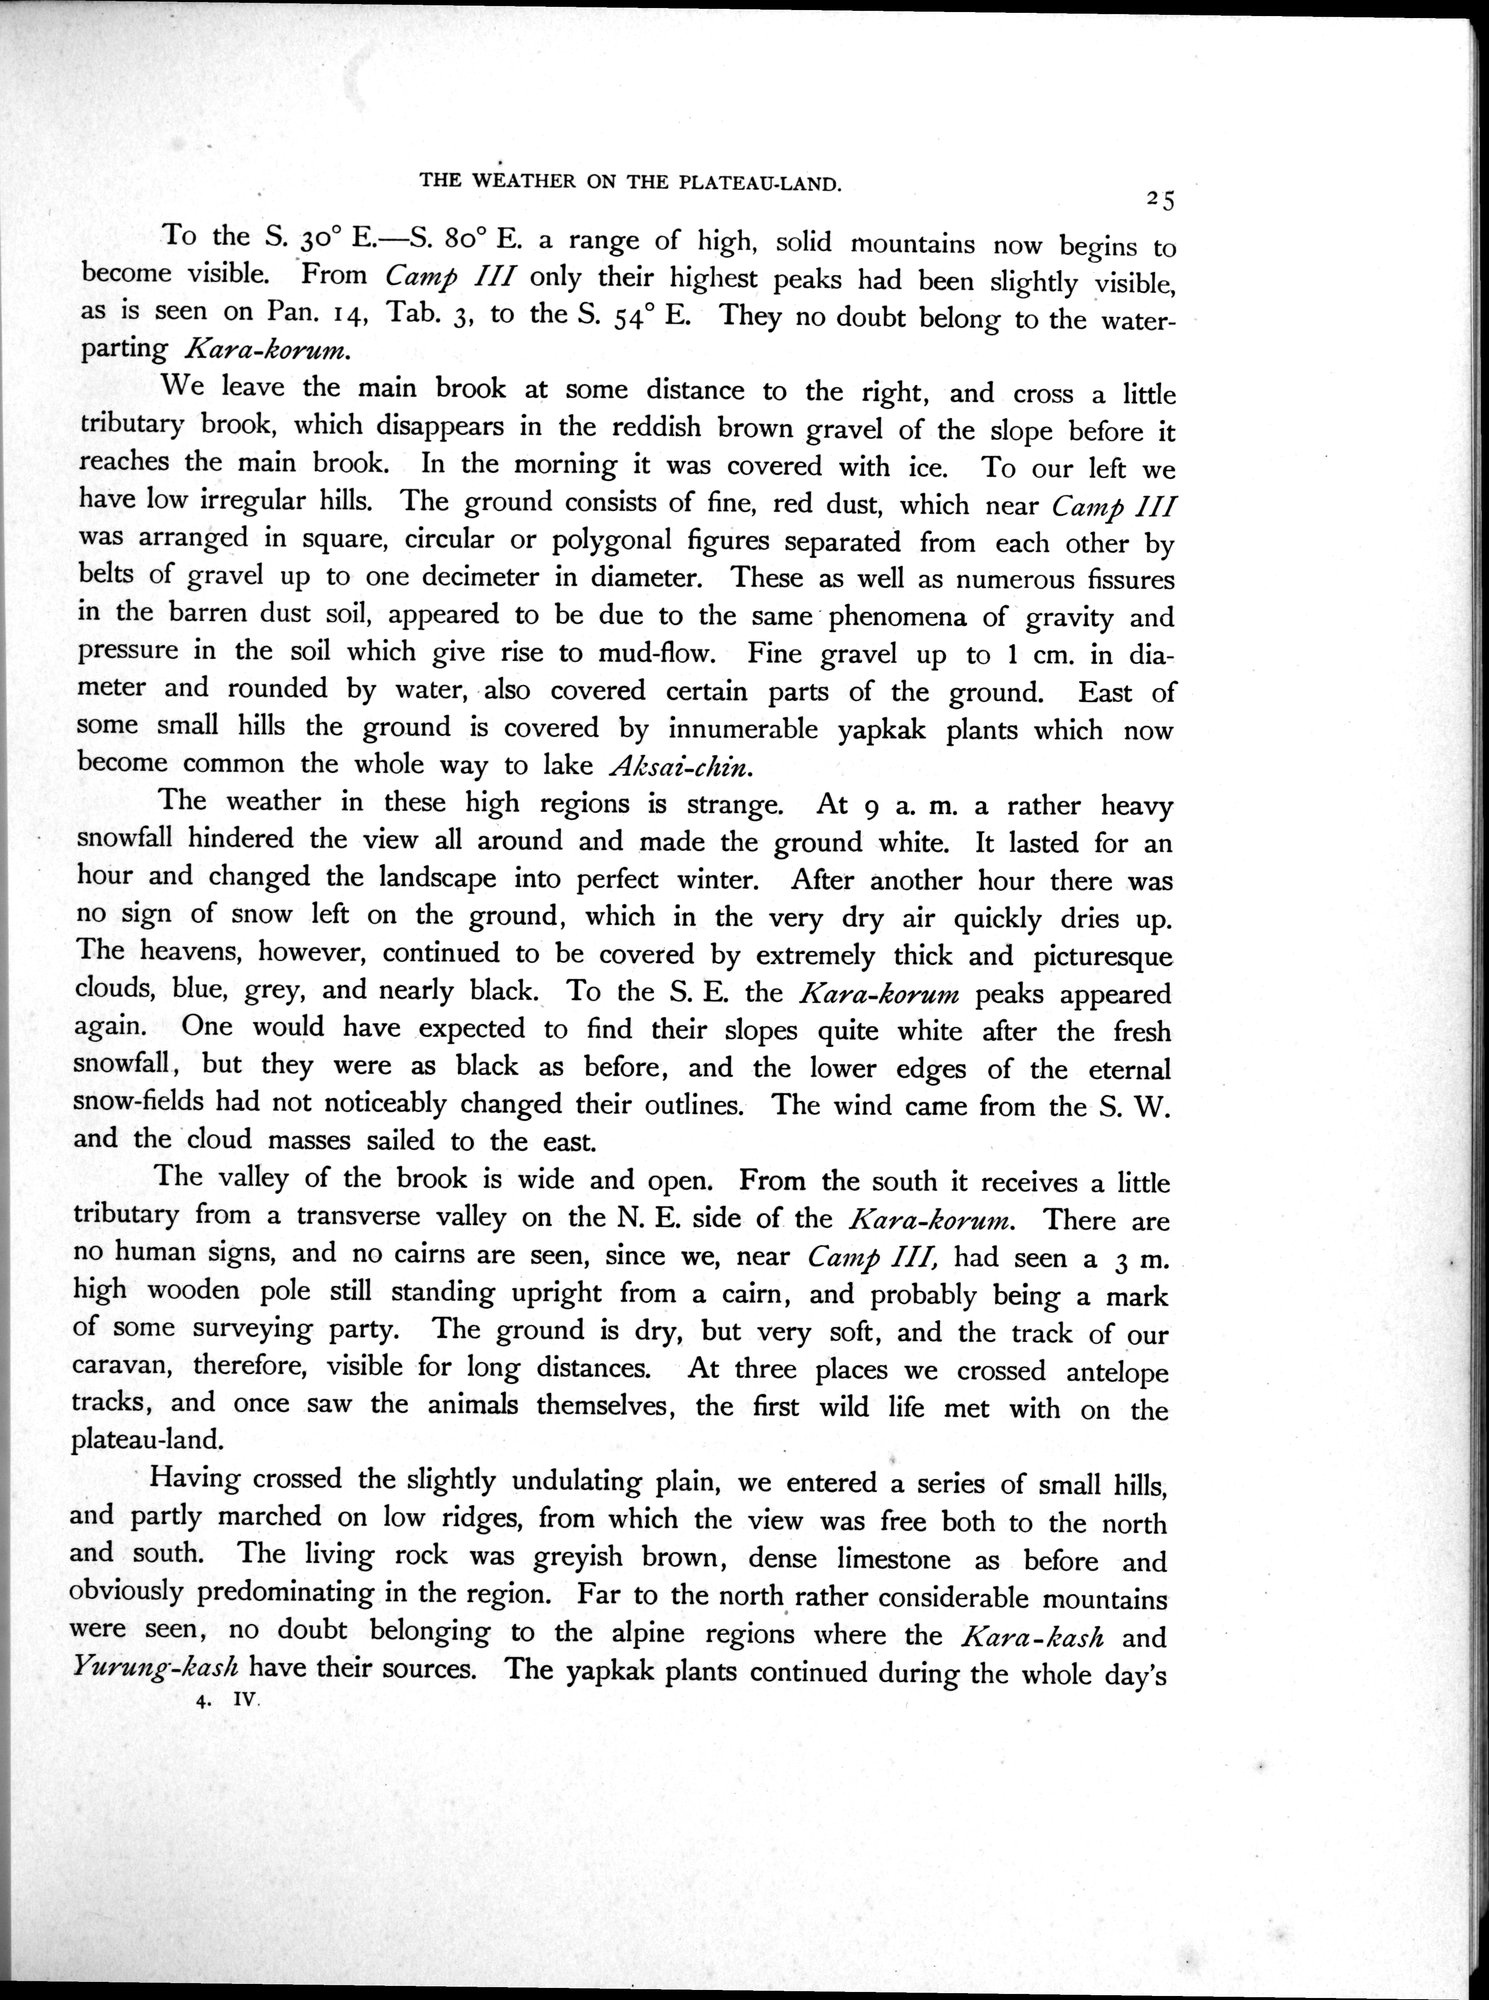 THE WEATHER ON THE PLATEAU-LAND.
25
To the S. 30° E.—S. 80° E. a range of high, solid mountains now begins to
become visible. From Camp III only their highest peaks had been slightly visible,
as is seen on Pan. 14, Tab. 3, to the S. 54° E. They no doubt belong to the water-
parting Kara-korum.
We leave the main brook at some distance to the right, and cross a little
tributary brook, which disappears in the reddish brown gravel of the slope before it
reaches the main brook. In the morning it was covered with ice. To our left we
have low irregular hills. The ground consists of fine, red dust, which near Camp III
was arranged in square, circular or polygonal figures separated from each other by
belts of gravel up to one decimeter in diameter. These as well as numerous fissures
in the barren dust soil, appeared to be due to the same phenomena of gravity and
pressure in the soil which give rise to mud-flow. Fine gravel up to 1 cm. in dia-
meter and rounded by water, also covered certain parts of the ground. East of
some small hills the ground is covered by innumerable yapkak plants which now
become common the whole way to lake Aksai-chin.
The weather in these high regions is strange. At 9 a. m. a rather heavy
snowfall hindered the view all around and made the ground white. It lasted for an
hour and changed the landscape into perfect winter. After another hour there was
no sign of snow left on the ground, which in the very dry air quickly dries up.
The heavens, however, continued to be covered by extremely thick and picturesque
clouds, blue, grey, and nearly black. To the S. E. the Kara-korum peaks appeared
again. One would have expected to find their slopes quite white after the fresh
snowfall, but they were as black as before, and the lower edges of the eternal
snow-fields had not noticeably changed their outlines. The wind came from the S. W.
and the cloud masses sailed to the east.
The valley of the brook is wide and open. From the south it receives a little
tributary from a transverse valley on the N. E. side of the Kara-korum. There are
no human signs, and no cairns are seen, since we, near Camp III, had seen a 3 m.
high wooden pole still standing upright from a cairn, and probably being a mark
of some surveying party. The ground is dry, but very soft, and the track of our
caravan, therefore, visible for long distances. At three places we crossed antelope
tracks, and once saw the animals themselves, the first wild life met with on the
plateau-land.
Having crossed the slightly undulating plain, we entered a series of small hills,
and partly marched on low ridges, from which the view was free both to the north
and south. The living rock was greyish brown, dense limestone as before and
obviously predominating in the region. Far to the north rather considerable mountains
were seen, no doubt belonging to the alpine regions where the Kara-kash and
Yurung-kash have their sources. The yapkak plants continued during the whole day's
4. IV.